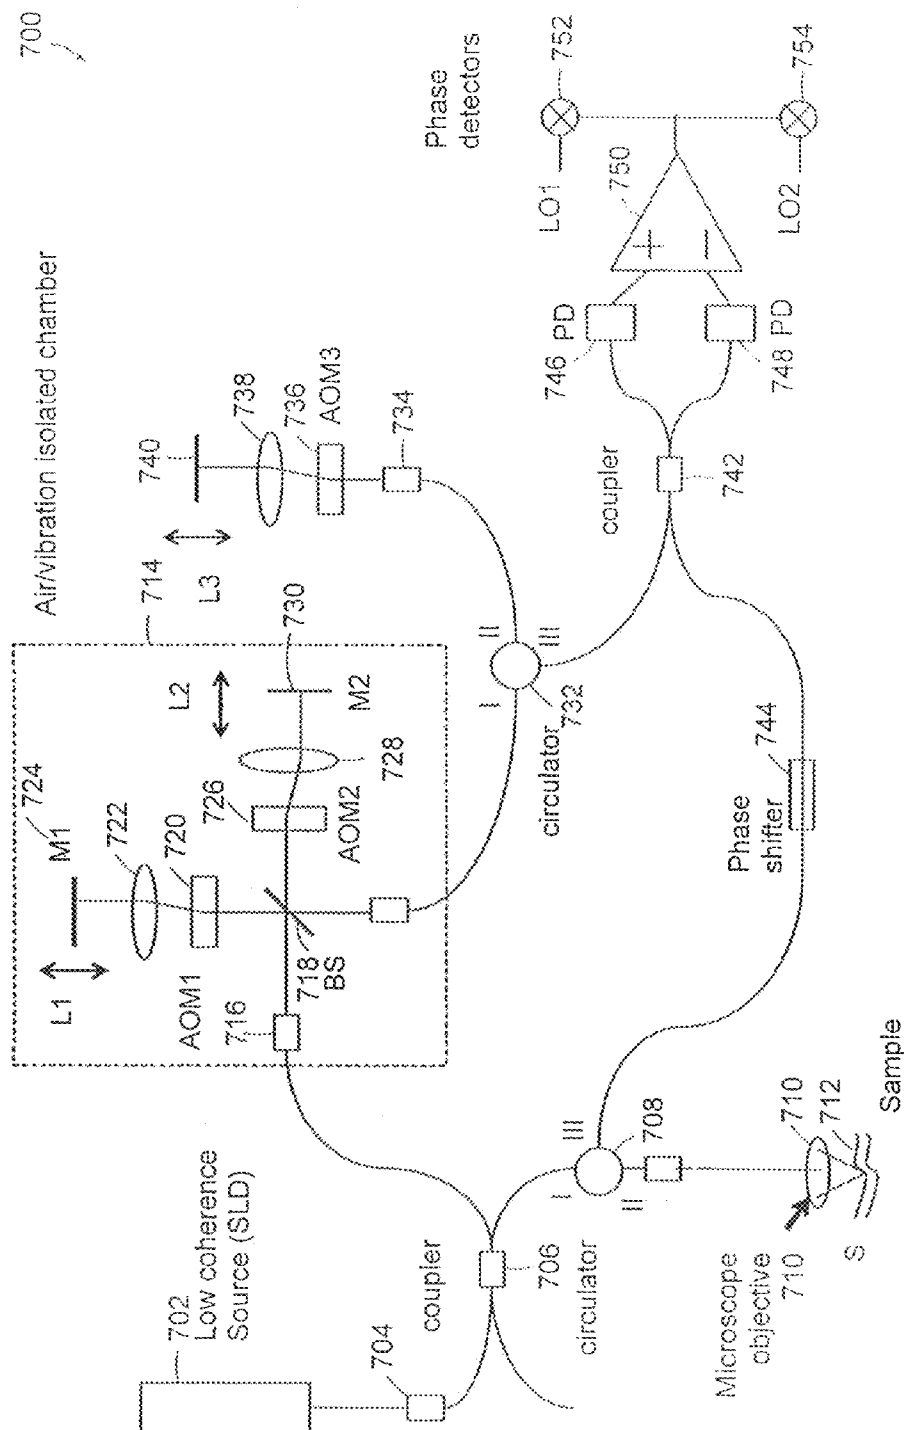 700
702
Low coherence
Source (SLD)
704
coupler
706
circulator
I
II
III
708
Microscope
objective
710
710
712
S
Sample
Air/vibration isolated chamber
714
716
718
BS
L1
AOM1
720
722
M1
724
L2
726
AOM2
728
M2
730
circulator
732
I
II
III
734
AOM3
736
738
740
L3
coupler
742
Phase
shifter
744
746
PD
748
PD
+
−
750
Phase
detectors
LO1
752
LO2
754